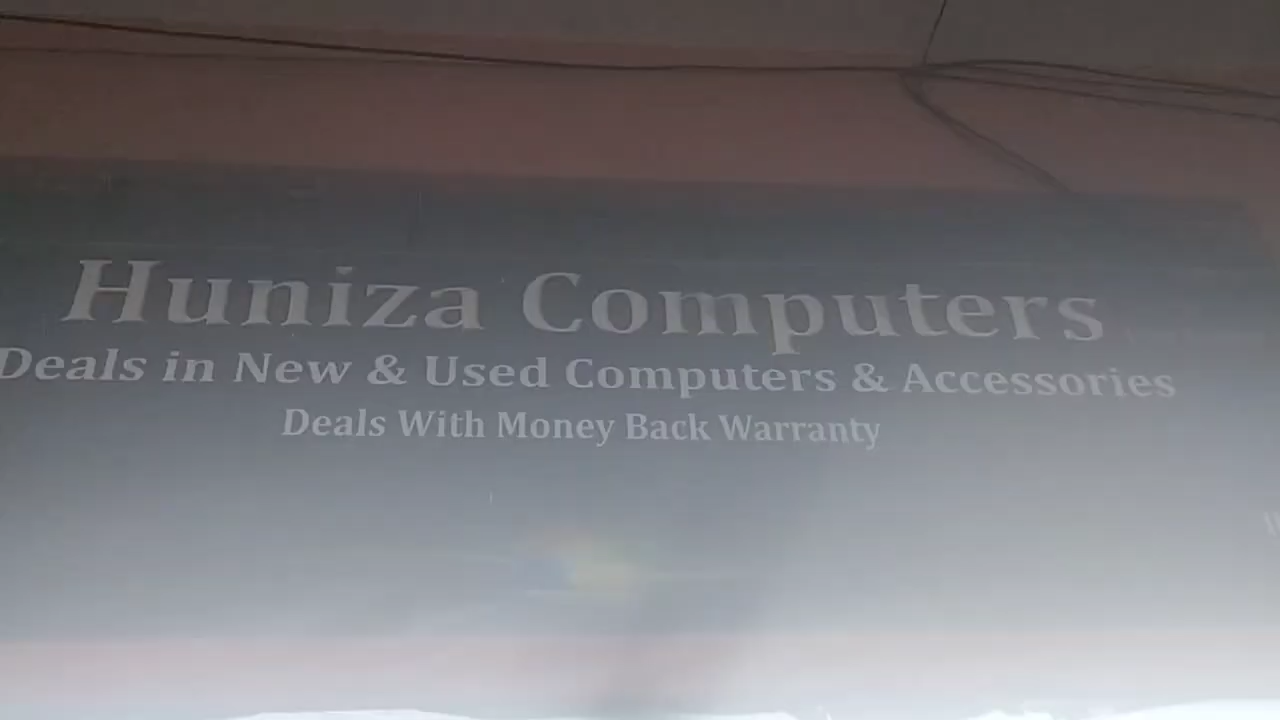 Huniza Computers
Deals in New & Used Computers & Accessories
Deals With Money Back Warranty